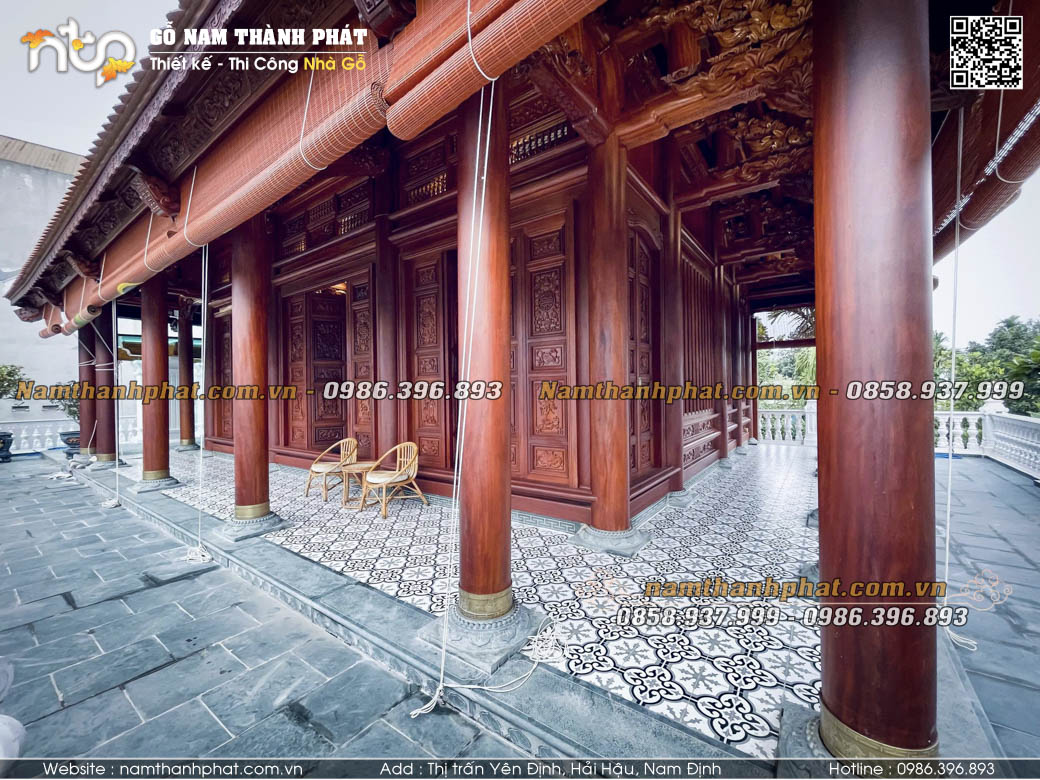 ntp
GỖ NAM THÀNH PHÁT
Thiết kế - Thi Công Nhà Gỗ
Namthanhphat.com.vn - 0986.396.893
Namthanhphat.com.vn - 0858.937.999
namthanhphat.com.vn
0858.937.999 - 0986.396.893
Website : namthanhphat.com.vn
Add : Thị trấn Yên Định, Hải Hậu, Nam Định
Hotline : 0986.396.893